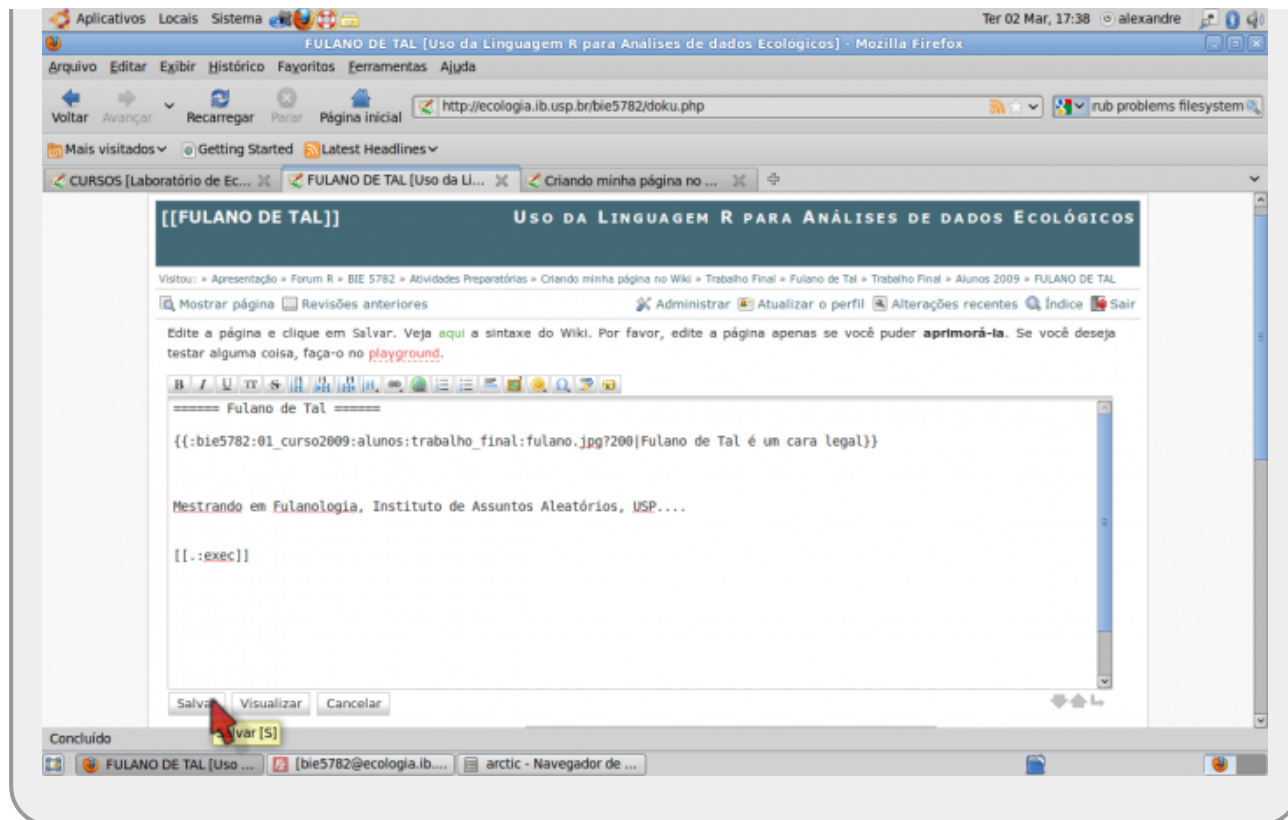 Aplicativos Locais Sistema Ter 02 Mar, 17:38 alexandre
FULANO DE TAL [Uso da Linguagem R para Análises de dados Ecológicos] - Mozilla Firefox
Arquivo Editar Exibir Histórico Favoritos Ferramentas Ajuda
Voltar Avançar Recarregar Parar Página inicial http://ecologia.ib.usp.br/bie5782/doku.php rub problems filesystem
Mais visitados Getting Started Latest Headlines
CURSOS [Laboratório de Ec... FULANO DE TAL [Uso da Li... Criando minha página no ...
[[FULANO DE TAL]] USO DA LINGUAGEM R PARA ANÁLISES DE DADOS ECOLÓGICOS
Visitou: » Apresentação » Forum R » BIE 5782 » Atividades Preparatórias » Criando minha página no Wiki » Trabalho Final » Fulano de Tal » Trabalho Final » Alunos 2009 » FULANO DE TAL
Mostrar página Revisões anteriores Administrar Atualizar o perfil Alterações recentes Índice Sair
Edite a página e clique em Salvar. Veja aqui a sintaxe do Wiki. Por favor, edite a página apenas se você puder aprimorá-la. Se você deseja
testar alguma coisa, faça-o no playground.
B I U TT S
====== Fulano de Tal ======
{{:bie5782:01_curso2009:alunos:trabalho_final:fulano.jpg?200|Fulano de Tal é um cara legal}}
Mestrando em Fulanologia, Instituto de Assuntos Aleatórios, USP....
[[.:exec]]
Salvar Visualizar Cancelar
Salvar [S]
Concluído
FULANO DE TAL [Uso ... [bie5782@ecologia.ib.... arctic - Navegador de ...